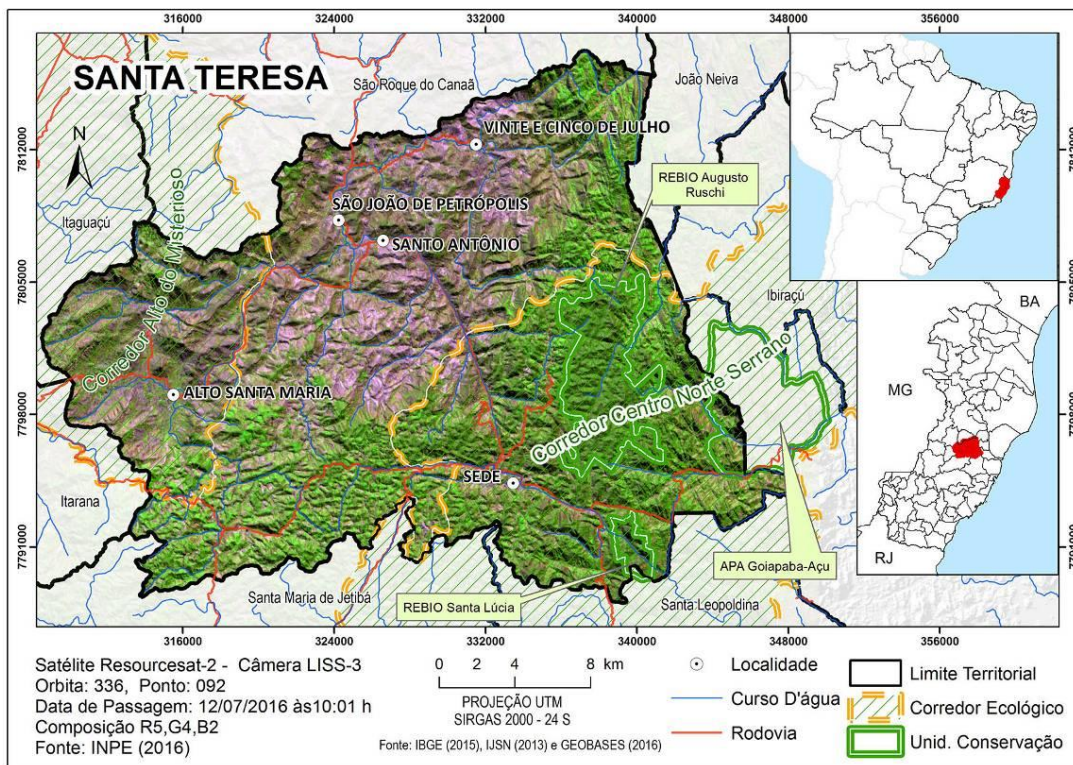 316000
324000
332000
340000
348000
356000
SANTA TERESA
São Roque do Canaã
João Neiva
N
VINTE E CINCO DE JULHO
7812000
7812000
REBIO Augusto
Ruschi
Itaguaçú
SÃO JOÃO DE PETRÓPOLIS
SANTO ANTÔNIO
Corredor Alto do Misterioso
7805000
7805000
Ibiraçú
BA
ALTO SANTA MARIA
Corredor Centro Norte Serrano
MG
7798000
7798000
SEDE
Itarana
7791000
7791000
APA Goiapaba-Açu
RJ
Santa Maria de Jetibá
REBIO Santa Lúcia
Santa Leopoldina
316000
324000
332000
340000
348000
356000
Satélite Resourcesat-2 - Câmera LISS-3
Orbita: 336, Ponto: 092
Data de Passagem: 12/07/2016 às10:01 h
Composição R5,G4,B2
Fonte: INPE (2016)
0 2 4 8 km
PROJEÇÃO UTM
SIRGAS 2000 - 24 S
Fonte: IBGE (2015), IJSN (2013) e GEOBASES (2016)
Localidade
Curso D'água
Rodovia
Limite Territorial
Corredor Ecológico
Unid. Conservação